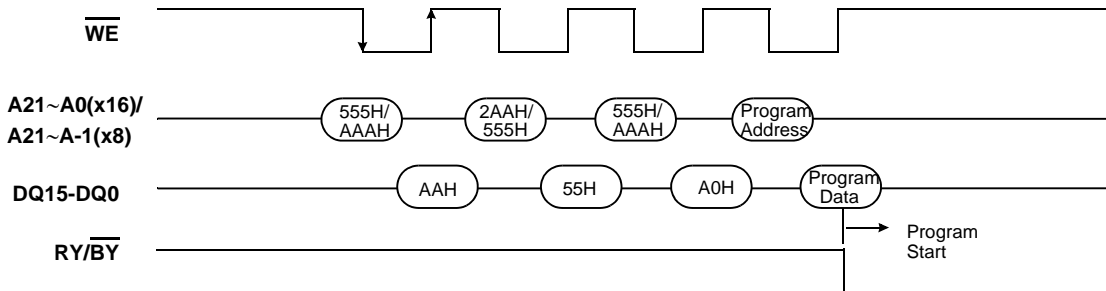 WE
A21~A0(x16)/
A21~A-1(x8)
555H/
AAAH
2AAH/
555H
555H/
AAAH
Program
Address
DQ15-DQ0
AAH
55H
A0H
Program
Data
RY/BY
Program
Start